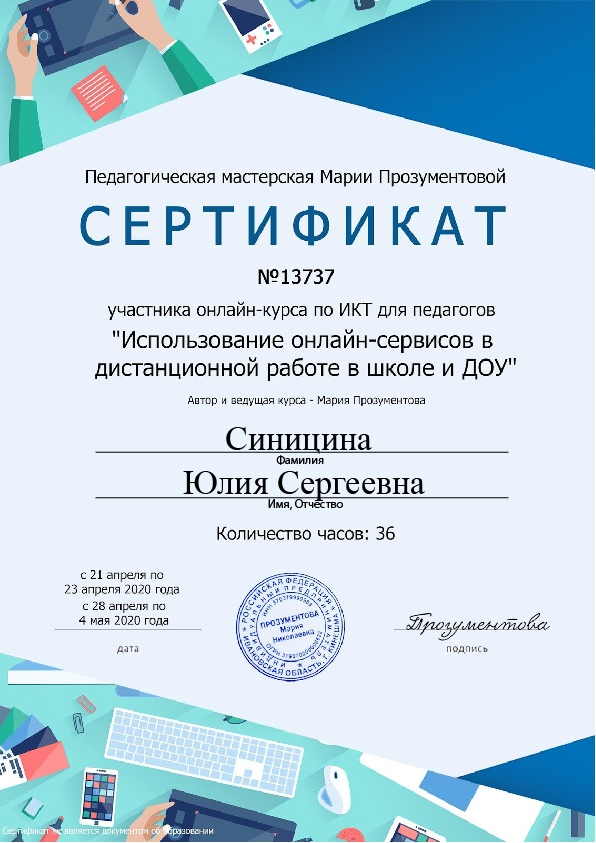 Педагогическая мастерская Марии Прозументовой
СЕРТИФИКАТ
№13737
участника онлайн-курса по ИКТ для педагогов
"Использование онлайн-сервисов в
дистанционной работе в школе и ДОУ"
Автор и ведущая курса - Мария Прозументова
Синицина
Фамилия
Юлия Сергеевна
Имя, Отчество
Количество часов: 36
с 21 апреля по
23 апреля 2020 года
с 28 апреля по
4 мая 2020 года
дата
РОССИЙСКАЯ ФЕДЕРАЦИЯ
ИНДИВИДУАЛЬНЫЙ ПРЕДПРИНИМАТЕЛЬ
ПРОЗУМЕНТОВА
Мария
Николаевна
ИВАНОВСКАЯ ОБЛАСТЬ, Г. КИНЕШМА
Прозументова
подпись
Сертификат не является документом об образовании